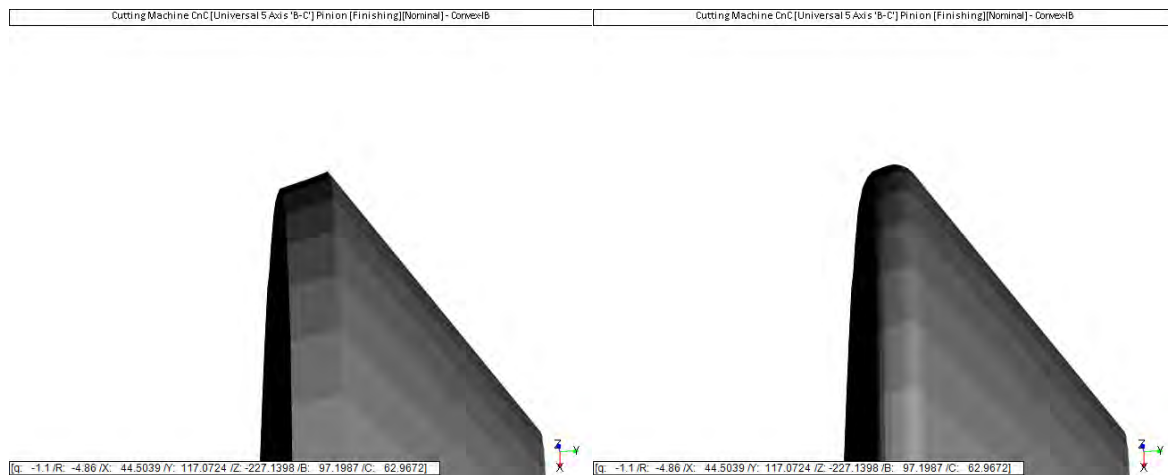 Cutting Machine CnC [Universal 5 Axis 'B-C'] Pinion [Finishing][Nominal] - Convex-IB
Cutting Machine CnC [Universal 5 Axis 'B-C'] Pinion [Finishing][Nominal] - Convex-IB
Z
Y
X
Z
Y
X
[q: -1.1 /R: -4.86 /X: 44.5039 /Y: 117.0724 /Z: -227.1398 /B: 97.1987 /C: 62.9672]
[q: -1.1 /R: -4.86 /X: 44.5039 /Y: 117.0724 /Z: -227.1398 /B: 97.1987 /C: 62.9672]